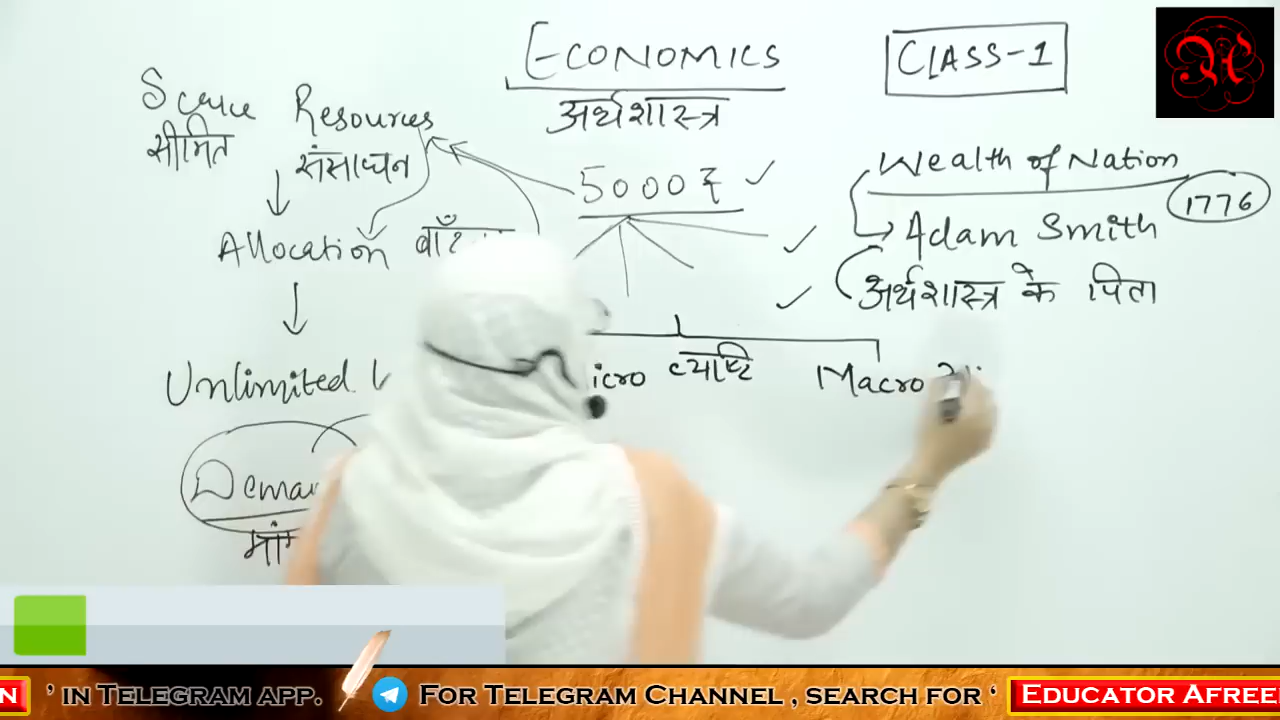 ECONOMICS
अर्थशास्त्र
CLASS-1
Scarce Resources
सीमित संसाधन
5000₹
Wealth of Nation
1776
Allocation
Adam Smith
अर्थशास्त्र के पिता
Unlimited
icro व्यष्टि
Macro
Deman
मांग
N ' IN TELEGRAM APP. FOR TELEGRAM CHANNEL , SEARCH FOR ' EDUCATOR AFREE